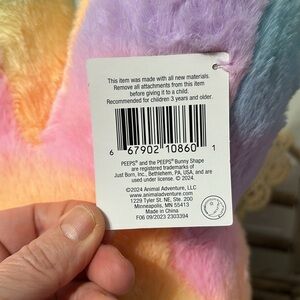 This item was made with all new materials.
Remove all attachments from this item
before giving it to a child.
Recommended for children 3 years and older.
6 67902 10860 1
PEEPS® and the PEEPS® Bunny Shape
are registered trademarks of
Just Born, Inc., Bethlehem, PA, USA, and are
used under license. © 2024.
© 2024 Animal Adventure, LLC
www.animaladventure.com
1229 Tyler ST. NE, Ste. 200
Minneapolis, MN 55413
Made in China
F06 09/2023 2303394